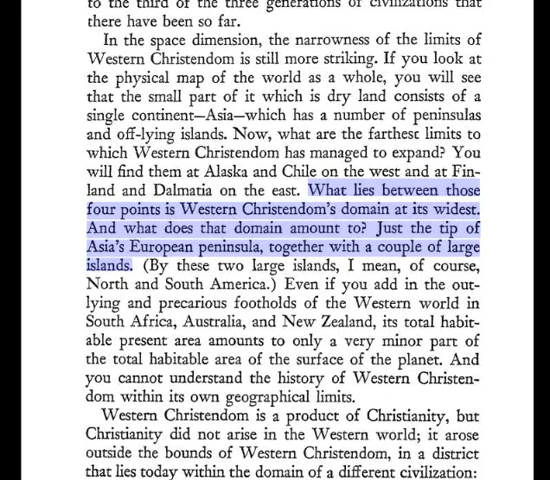 to the third of the three generations of civilizations that
there have been so far.
In the space dimension, the narrowness of the limits of
Western Christendom is still more striking. If you look at
the physical map of the world as a whole, you will see
that the small part of it which is dry land consists of a
single continent—Asia—which has a number of peninsulas
and off-lying islands. Now, what are the farthest limits to
which Western Christendom has managed to expand? You
will find them at Alaska and Chile on the west and at Fin-
land and Dalmatia on the east. What lies between those
four points is Western Christendom's domain at its widest.
And what does that domain amount to? Just the tip of
Asia's European peninsula, together with a couple of large
islands. (By these two large islands, I mean, of course,
North and South America.) Even if you add in the out-
lying and precarious footholds of the Western world in
South Africa, Australia, and New Zealand, its total habit-
able present area amounts to only a very minor part of
the total habitable area of the surface of the planet. And
you cannot understand the history of Western Christen-
dom within its own geographical limits.
Western Christendom is a product of Christianity, but
Christianity did not arise in the Western world; it arose
outside the bounds of Western Christendom, in a district
that lies today within the domain of a different civilization: